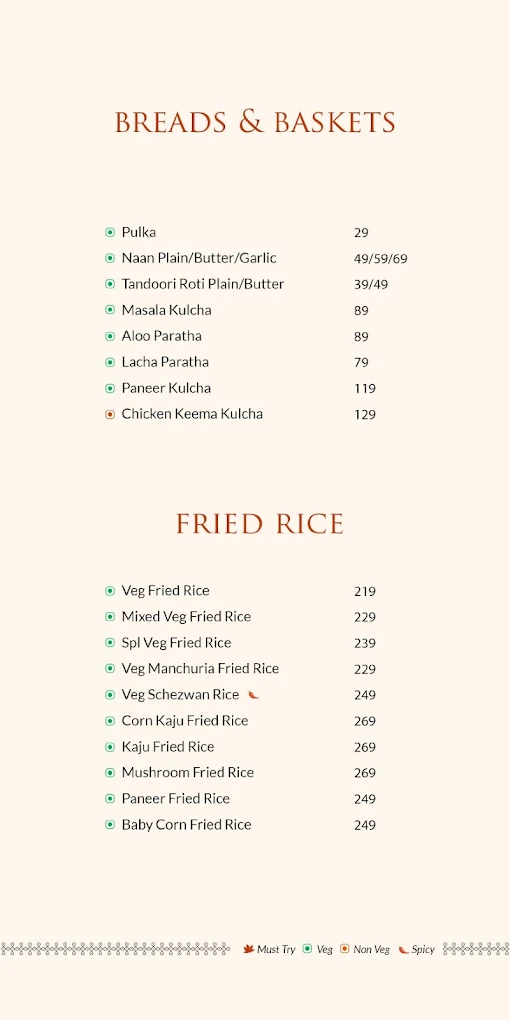 BREADS & BASKETS
Pulka 29
Naan Plain/Butter/Garlic 49/59/69
Tandoori Roti Plain/Butter 39/49
Masala Kulcha 89
Aloo Paratha 89
Lacha Paratha 79
Paneer Kulcha 119
Chicken Keema Kulcha 129
FRIED RICE
Veg Fried Rice 219
Mixed Veg Fried Rice 229
Spl Veg Fried Rice 239
Veg Manchuria Fried Rice 229
Veg Schezwan Rice 249
Corn Kaju Fried Rice 269
Kaju Fried Rice 269
Mushroom Fried Rice 269
Paneer Fried Rice 249
Baby Corn Fried Rice 249
Must Try Veg Non Veg Spicy